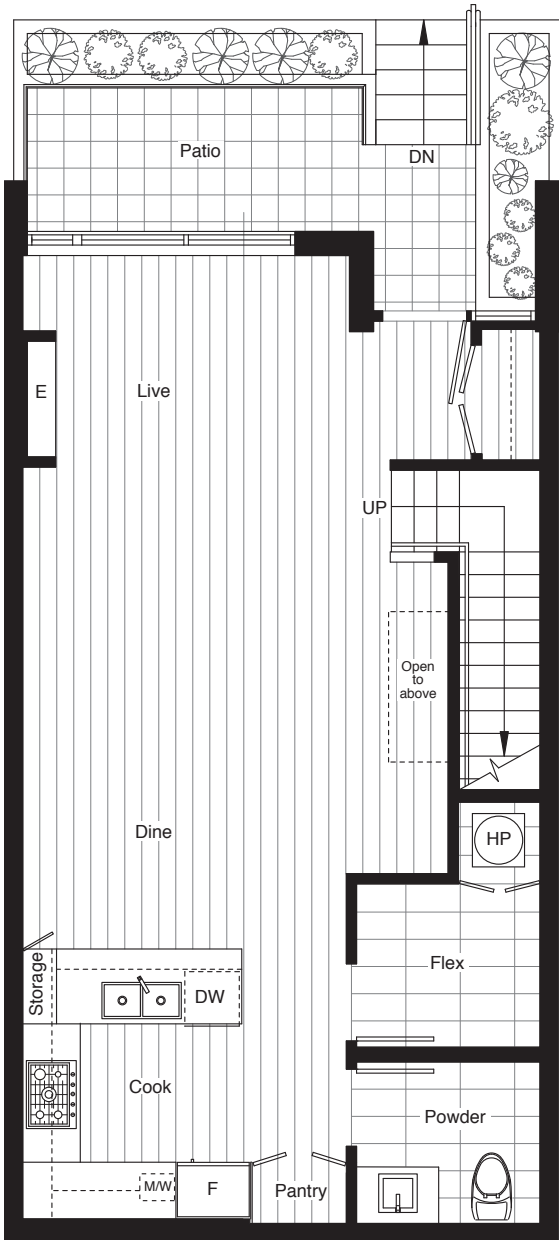 Patio
DN
E
Live
UP
Open
to
above
Dine
HP
Storage
DW
Flex
Cook
Powder
M/W
F
Pantry